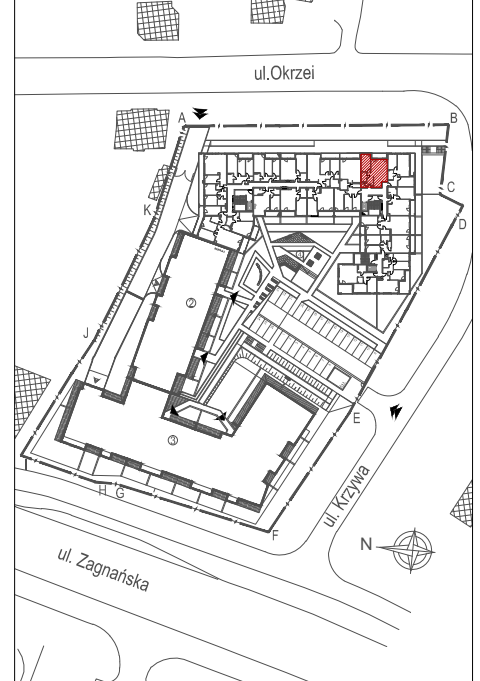 ul.Okrzei
A
B
C
K
D
②
J
E
③
ul. Krzywa
H
G
F
N
ul. Zagnańska